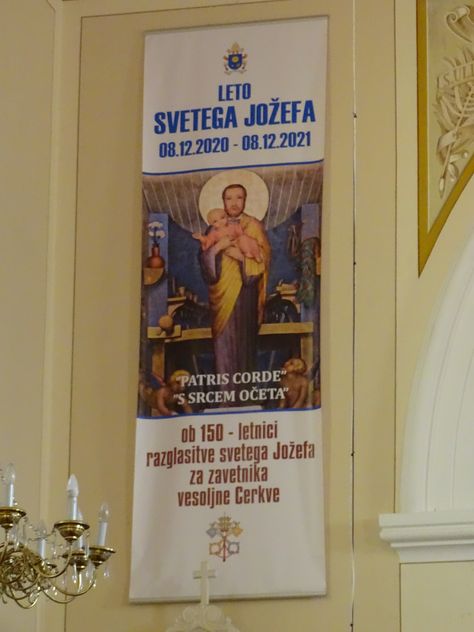 LETO
SVETEGA JOŽEFA
08.12.2020 - 08.12.2021
"PATRIS CORDE"
"S SRCEM OČETA"
ob 150 - letnici
razglasitve svetega Jožefa
za zavetnika
vesoljne Cerkve